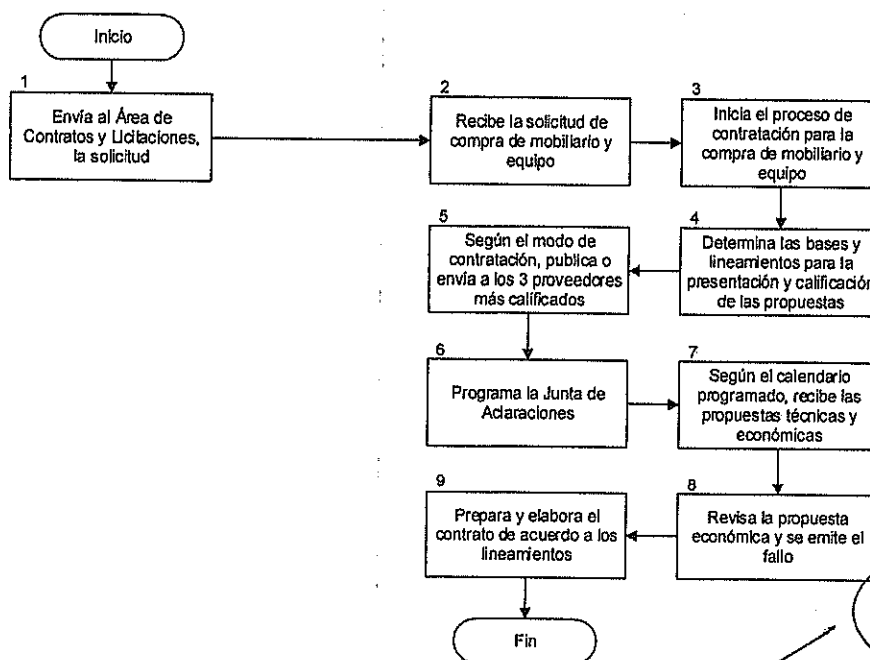 Inicio
1
Envía al Área de
Contratos y Licitaciones,
la solicitud
2
Recibe la solicitud de
compra de mobiliario y
equipo
3
Inicia el proceso de
contratación para la
compra de mobiliario y
equipo
4
Determina las bases y
lineamientos para la
presentación y calificación
de las propuestas
5
Según el modo de
contratación, publica o
envía a los 3 proveedores
más calificados
6
Programa la Junta de
Aclaraciones
7
Según el calendario
programado, recibe las
propuestas técnicas y
económicas
8
Revisa la propuesta
económica y se emite el
fallo
9
Prepara y elabora el
contrato de acuerdo a los
lineamientos
Fin